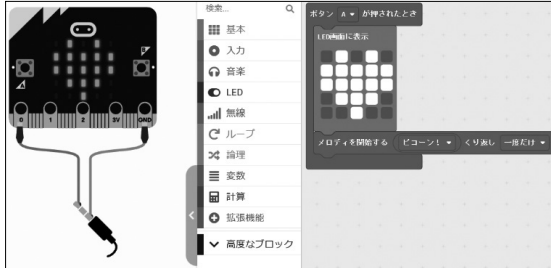 0
1
2
3V
GND
A
B
検索...
基本
入力
音楽
LED
無線
ループ
論理
変数
計算
拡張機能
高度なブロック
ボタン A が押されたとき
LED画面に表示
メロディを開始する ピコーン! くり返し 一度だけ